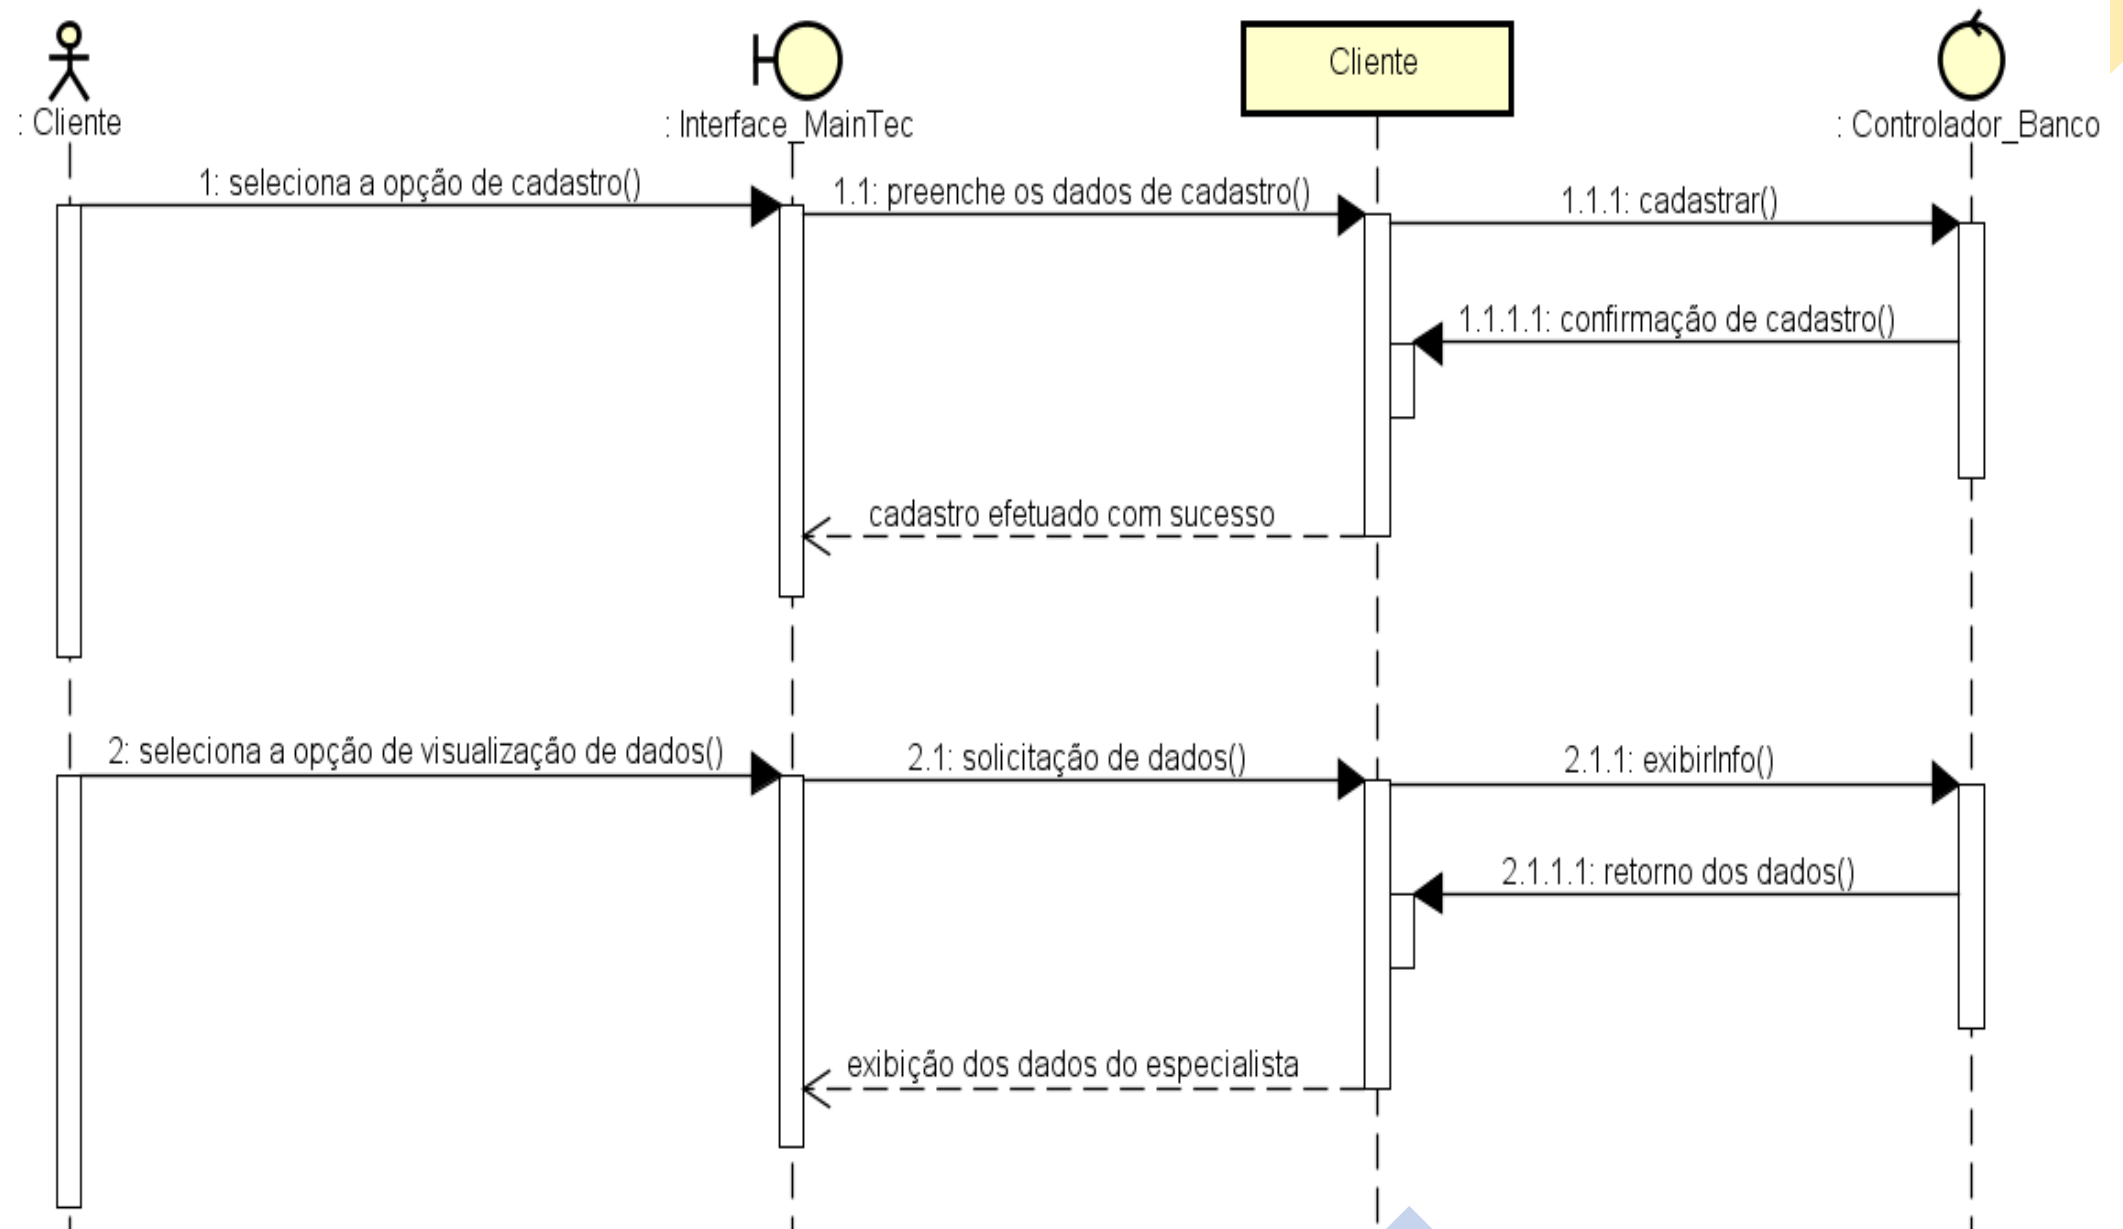 : Cliente
: Interface_MainTec
Cliente
: Controlador_Banco
1: seleciona a opção de cadastro()
1.1: preenche os dados de cadastro()
1.1.1: cadastrar()
1.1.1.1: confirmação de cadastro()
cadastro efetuado com sucesso
2: seleciona a opção de visualização de dados()
2.1: solicitação de dados()
2.1.1: exibirInfo()
2.1.1.1: retorno dos dados()
exibição dos dados do especialista